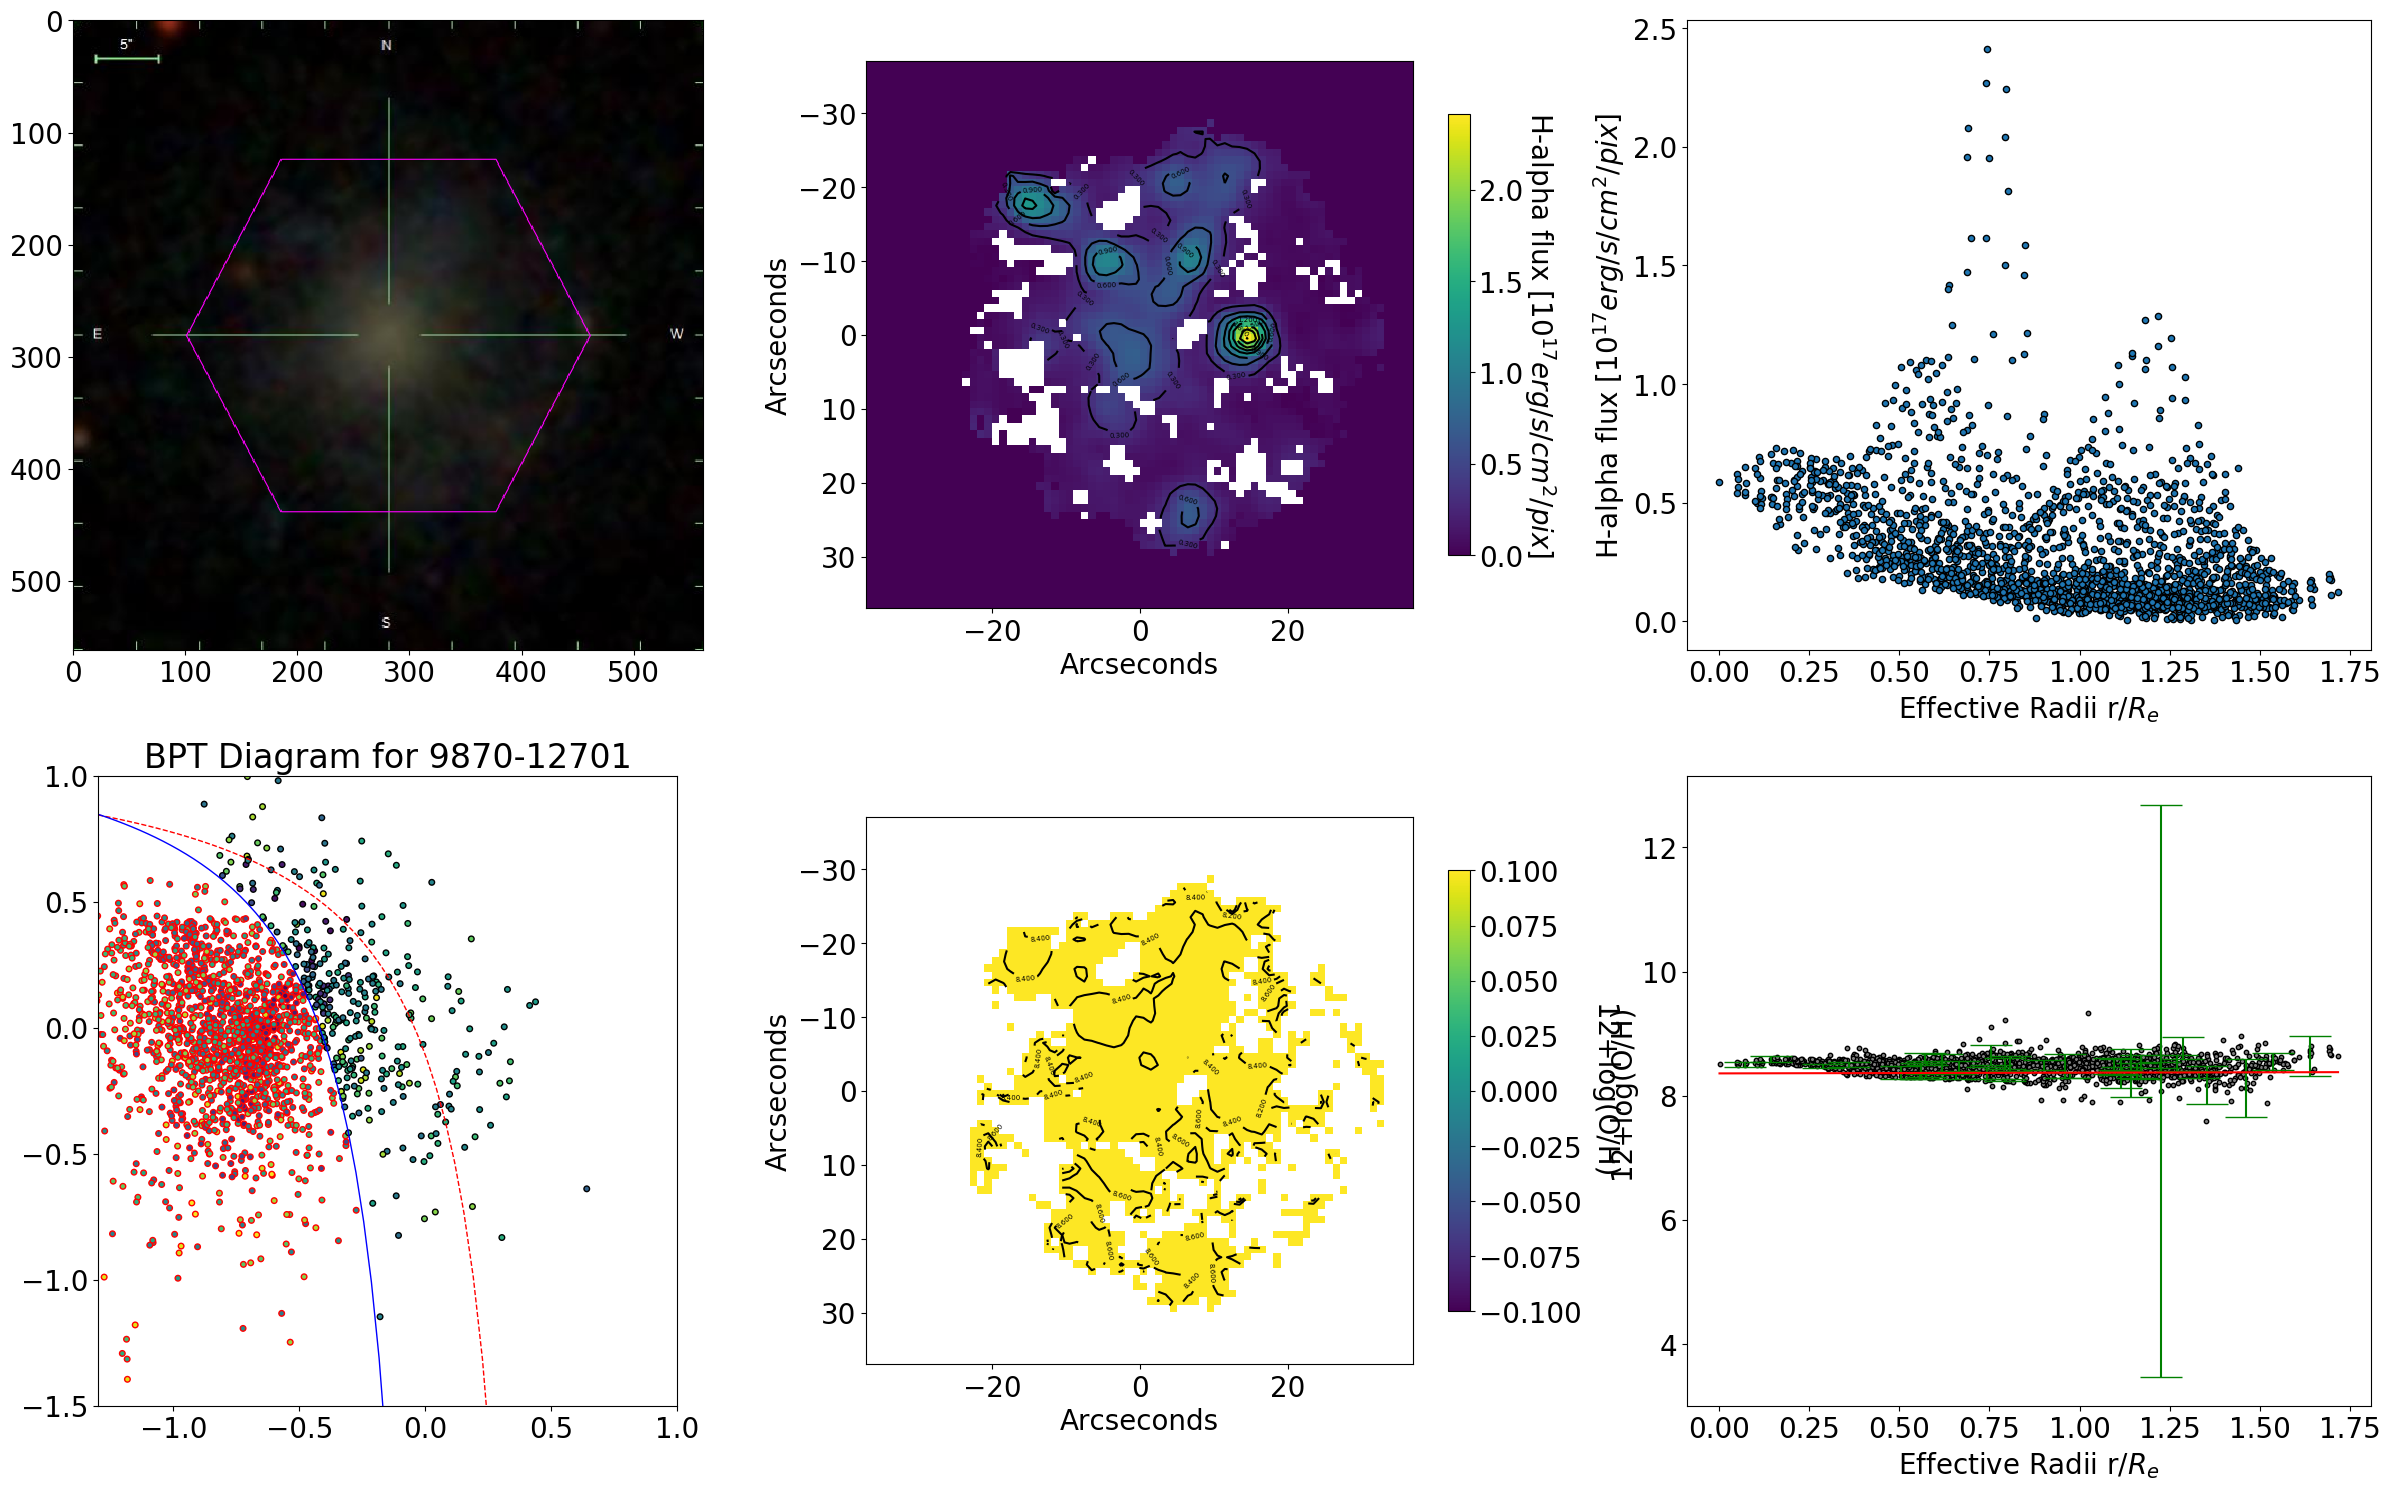 0
100
200
300
400
500
0 100 200 300 400 500
5"
N
E
W
S
Arcseconds
−30
−20
−10
0
10
20
30
−20 0 20
Arcseconds
2.0
1.5
1.0
0.5
0.0
H-alpha flux [10^17 erg/s/cm^2/pix]
H-alpha flux [10^17 erg/s/cm^2/pix]
2.5
2.0
1.5
1.0
0.5
0.0
0.00 0.25 0.50 0.75 1.00 1.25 1.50 1.75
Effective Radii r/R_e
BPT Diagram for 9870-12701
1.0
0.5
0.0
−0.5
−1.0
−1.5
−1.0 −0.5 0.0 0.5 1.0
Arcseconds
−30
−20
−10
0
10
20
30
−20 0 20
Arcseconds
0.100
0.075
0.050
0.025
0.000
−0.025
−0.050
−0.075
−0.100
12+log(O/H)
12+log(O/H)
12
10
8
6
4
0.00 0.25 0.50 0.75 1.00 1.25 1.50 1.75
Effective Radii r/R_e